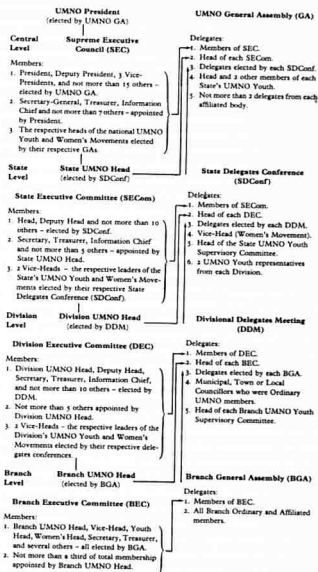 UMNO President
(elected by UMNO GA)
UMNO General Assembly (GA)
Central Level
Supreme Executive
Council (SEC)
Members:
1. President, Deputy President, 3 Vice-
Presidents, and not more than 15 others –
elected by UMNO GA.
2. Secretary-General, Treasurer, Information
Chief and not more than 7 others – appointed
by President.
3 The respective heads of the national UMNO
Youth and Women's Movements elected
by their respective GAs.
Delegates:
1. Members of SEC.
2. Head of each SECom.
3. Delegates elected by each SDConf.
4. Head and 2 other members of each
State's UMNO Youth.
5. Not more than 2 delegates from each
affiliated body.
State Level
State UMNO Head
(elected by SDConf)
State Delegates Conference
(SDConf)
State Executive Committee (SECom)
Members:
1. Head, Deputy Head and not more than 10
others – elected by SDConf.
2. Secretary, Treasurer, Information Chief
and not more than 5 others – appointed by
State UMNO Head.
3. 2 Vice-Heads – the respective leaders of the
State's UMNO Youth and Women's Move-
ments elected by their respective State
Delegates Conference (SDConf).
Delegates:
1. Members of SECom.
2. Head of each DEC.
3. Delegates elected by each DDM.
4. Vice-Head (Women's Movement).
5. Head of the State UMNO Youth
Supervisory Committee.
6. 2 UMNO Youth representatives
from each Division.
Division Level
Division UMNO Head
(elected by DDM)
Divisional Delegates Meeting
(DDM)
Division Executive Committee (DEC)
Members:
1. Division UMNO Head, Deputy Head,
Secretary, Treasurer, Information Chief,
and not more than 10 others – elected by
DDM.
2. Not more than 5 others appointed by
Division UMNO Head.
3. 2 Vice-Heads – the respective leaders of the
Division's UMNO Youth and Women's
Movements elected by their respective dele-
gates conferences.
Delegates:
1. Members of DEC.
2. Head of each BEC.
3. Delegates elected by each BGA.
4. Municipal, Town or Local
Councillors who were Ordinary
UMNO members.
5. Head of each Branch UMNO Youth
Supervisory Committee.
Branch Level
Branch UMNO Head
(elected by BGA)
Branch General Assembly (BGA)
Branch Executive Committee (BEC)
Members:
1. Branch UMNO Head, Vice-Head, Youth
Head, Women's Head, Secretary, Treasurer,
and several others – all elected by BGA.
2. Not more than a third of total membership
appointed by Branch UMNO Head.
Delegates:
1. Members of BEC.
2. All Branch Ordinary and Affiliated
members.